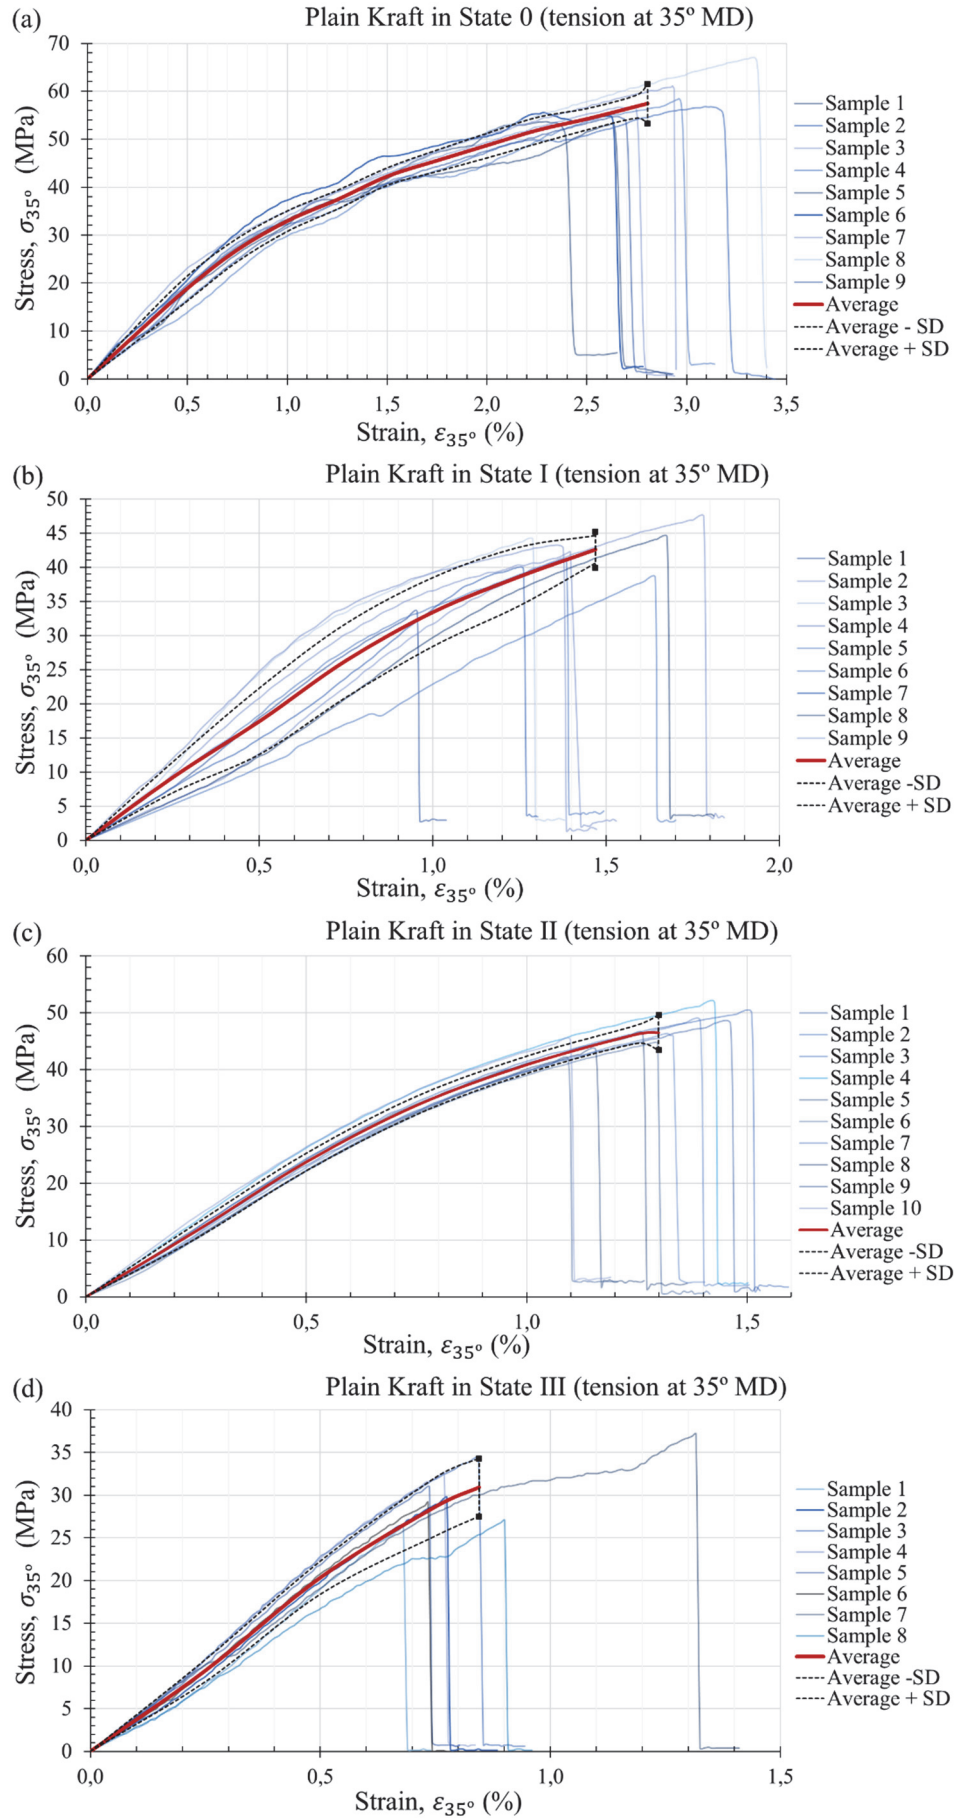 (a)
Plain Kraft in State 0 (tension at 35º MD)
70
60
50
40
30
20
10
0
Stress, σ35º (MPa)
0,0 0,5 1,0 1,5 2,0 2,5 3,0 3,5
Strain, ε35º (%)
Sample 1
Sample 2
Sample 3
Sample 4
Sample 5
Sample 6
Sample 7
Sample 8
Sample 9
Average
Average - SD
Average + SD
(b)
Plain Kraft in State I (tension at 35º MD)
50
45
40
35
30
25
20
15
10
5
0
Stress, σ35º (MPa)
0,0 0,5 1,0 1,5 2,0
Strain, ε35º (%)
Sample 1
Sample 2
Sample 3
Sample 4
Sample 5
Sample 6
Sample 7
Sample 8
Sample 9
Average
Average -SD
Average + SD
(c)
Plain Kraft in State II (tension at 35º MD)
60
50
40
30
20
10
0
Stress, σ35º (MPa)
0,0 0,5 1,0 1,5
Strain, ε35º (%)
Sample 1
Sample 2
Sample 3
Sample 4
Sample 5
Sample 6
Sample 7
Sample 8
Sample 9
Sample 10
Average
Average -SD
Average + SD
(d)
Plain Kraft in State III (tension at 35º MD)
40
35
30
25
20
15
10
5
0
Stress, σ35º (MPa)
0,0 0,5 1,0 1,5
Strain, ε35º (%)
Sample 1
Sample 2
Sample 3
Sample 4
Sample 5
Sample 6
Sample 7
Sample 8
Average
Average -SD
Average + SD